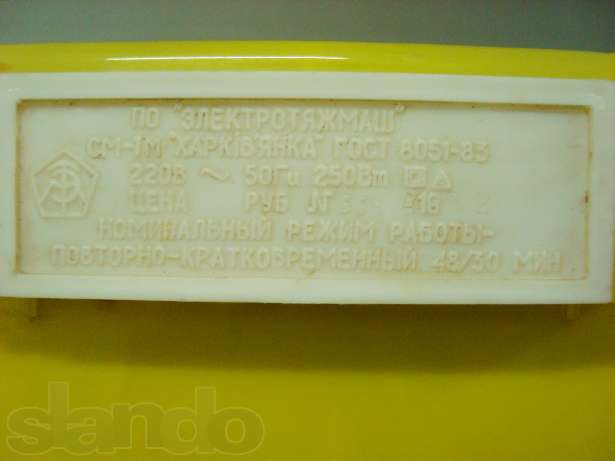 ПО "ЭЛЕКТРОТЯЖМАШ"
СМ-1М "ХАРКІВ'ЯНКА" ГОСТ 8051-83
220В ~ 50Гц 250Вт
ЦЕНА РУБ №
НОМИНАЛЬНЫЙ РЕЖИМ РАБОТЫ-
ПОВТОРНО-КРАТКОВРЕМЕННЫЙ 48/30 МИН
slando